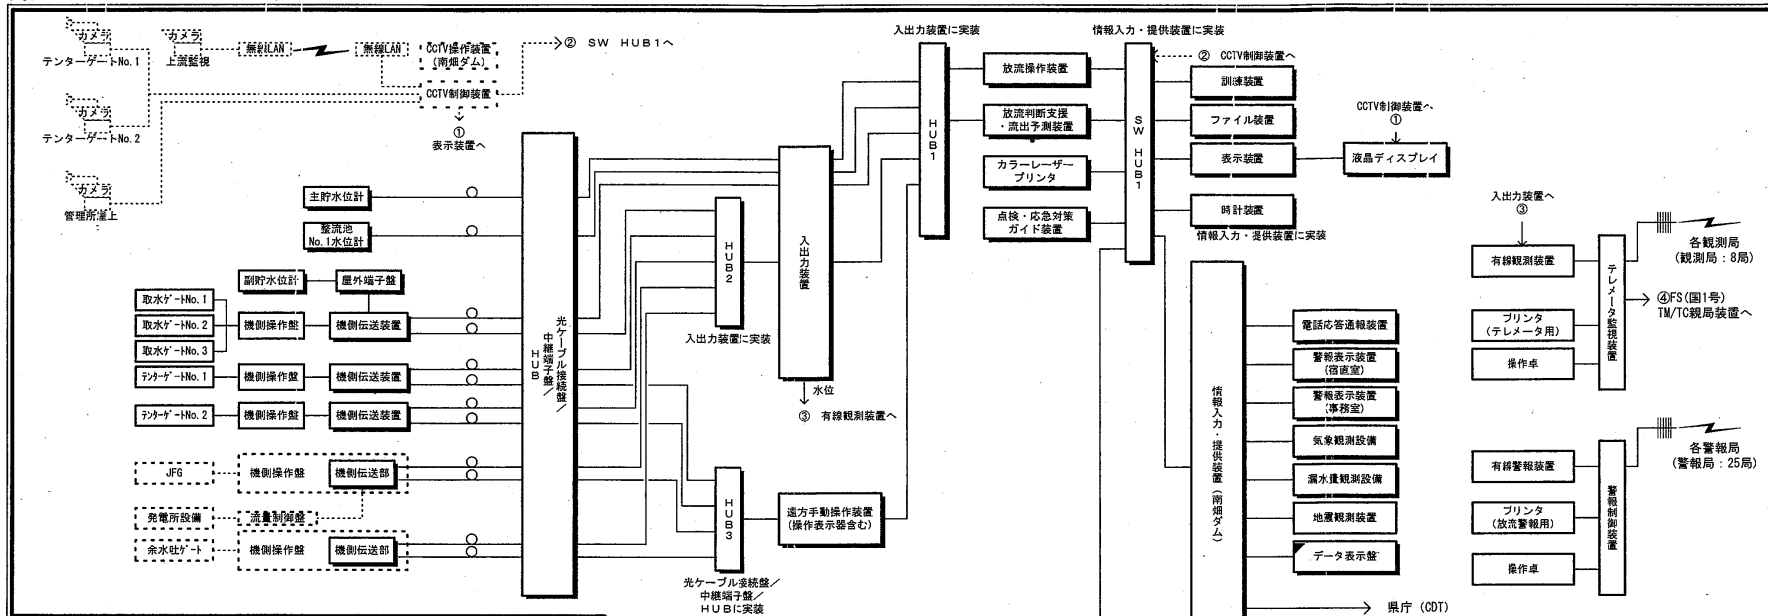 カメラ
テンターゲートNo.1
カメラ
上流監視
無線LAN
無線LAN
CCTV操作装置
(南畑ダム)
② SW HUB1へ
CCTV制御装置
①
表示装置へ
カメラ
テンターゲートNo.2
カメラ
管理所屋上
主貯水位計
整流池
No.1水位計
副貯水位計
屋外端子盤
取水ゲートNo.1
取水ゲートNo.2
取水ゲートNo.3
機側操作盤
機側伝送装置
テンターゲートNo.1
機側操作盤
機側伝送装置
テンターゲートNo.2
機側操作盤
機側伝送装置
JFG
機側操作盤
機側伝送部
発電所設備
流量制御盤
余水吐ゲート
機側操作盤
機側伝送部
光ケーブル接続盤/
中継端子盤/
HUB
HUB2
入出力装置に実装
HUB3
光ケーブル接続盤/
中継端子盤/
HUBに実装
入出力装置
水位
③ 有線観測装置へ
遠方手動操作装置
(操作表示器含む)
入出力装置に実装
HUB1
放流操作装置
放流判断支援
・流出予測装置
カラーレーザー
プリンタ
点検・応急対策
ガイド装置
情報入力・提供装置に実装
SW HUB1
② CCTV制御装置へ
訓練装置
ファイル装置
表示装置
時計装置
情報入力・提供装置に実装
CCTV制御装置へ
①
液晶ディスプレイ
情報入力・提供装置(南畑ダム)
電話応答通報装置
警報表示装置
(宿直室)
警報表示装置
(事務室)
気象観測設備
漏水量観測設備
地震観測装置
データ表示盤
県庁 (CDT)
入出力装置へ
③
有線観測装置
プリンタ
(テレメータ用)
操作卓
テレメータ監視装置
各観測局
(観測局:8局)
④FS(国1号)
TM/TC親局装置へ
有線警報装置
プリンタ
(放流警報用)
操作卓
警報制御装置
各警報局
(警報局:25局)